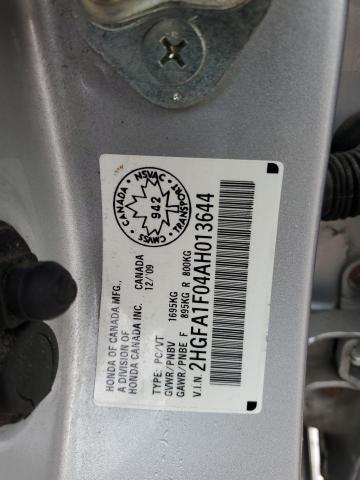 HONDA OF CANADA MFG.,
A DIVISION OF
HONDA CANADA INC.
CANADA
12/'09
TYPE: PC/VT
GVWR/PNBV 1695KG
GAWR/PNBE F 895KG R 800KG
V.I.N. 2HGFA1F04AH013644
CANADA • NSVAC • TRANSPORT • CMVSS
942